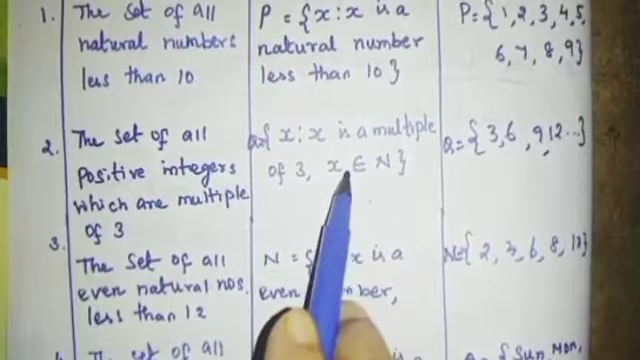 1. The set of all natural numbers less than 10
P = {x : x is a natural number less than 10}
P = {1, 2, 3, 4, 5, 6, 7, 8, 9}
2. The set of all positive integers which are multiple of 3
Q={ x : x is a multiple of 3, x ∈ N}
Q = {3, 6, 9, 12 ...}
3. The set of all even natural nos. less than 12
N = { x is a even number,
N = { 2, 4, 6, 8, 10}
The set of all
= {Sun, Mon,